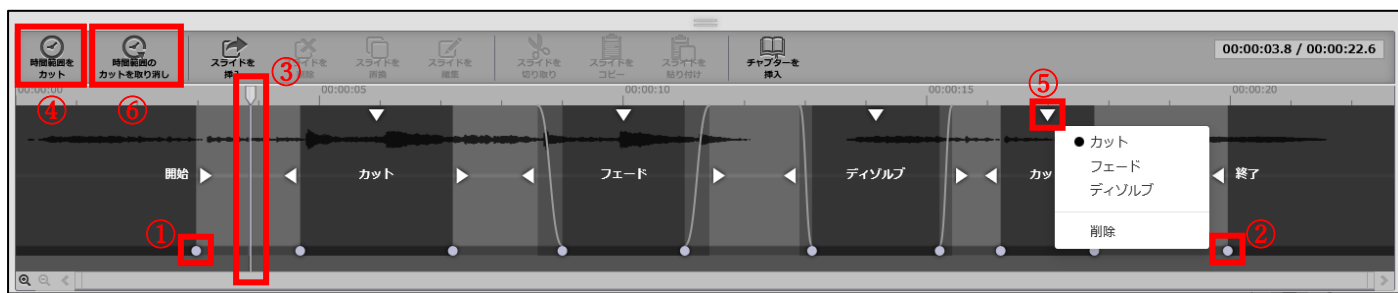 時間範囲を
カット
時間範囲の
カットを取り消し
スライドを
挿入
スライドを
削除
スライドを
画換
スライドを
編集
スライドを
切り取り
スライドを
コピー
スライドを
貼り付け
チャプターを
挿入
00:00:03.8 / 00:00:22.6
④
⑥
③
⑤
00:00:00
00:00:05
00:00:10
00:00:15
00:00:20
開始
カット
フェード
ディゾルブ
カッ
終了
カット
フェード
ディゾルブ
削除
①
②